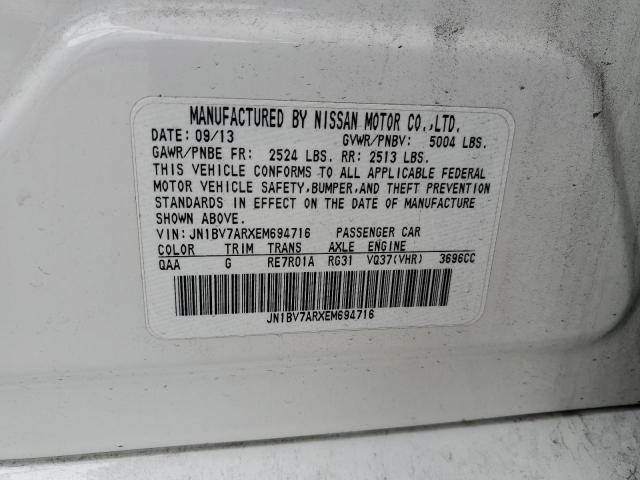 MANUFACTURED BY NISSAN MOTOR CO.,LTD.
DATE: 09/13 GVWR/PNBV: 5004 LBS.
GAWR/PNBE FR: 2524 LBS. RR: 2513 LBS.
THIS VEHICLE CONFORMS TO ALL APPLICABLE FEDERAL
MOTOR VEHICLE SAFETY,BUMPER,AND THEFT PREVENTION
STANDARDS IN EFFECT ON THE DATE OF MANUFACTURE
SHOWN ABOVE.
VIN: JN1BV7ARXEM694716 PASSENGER CAR
COLOR TRIM TRANS AXLE ENGINE
QAA G RE7R01A RG31 VQ37(VHR) 3696CC
JN1BV7ARXEM694716